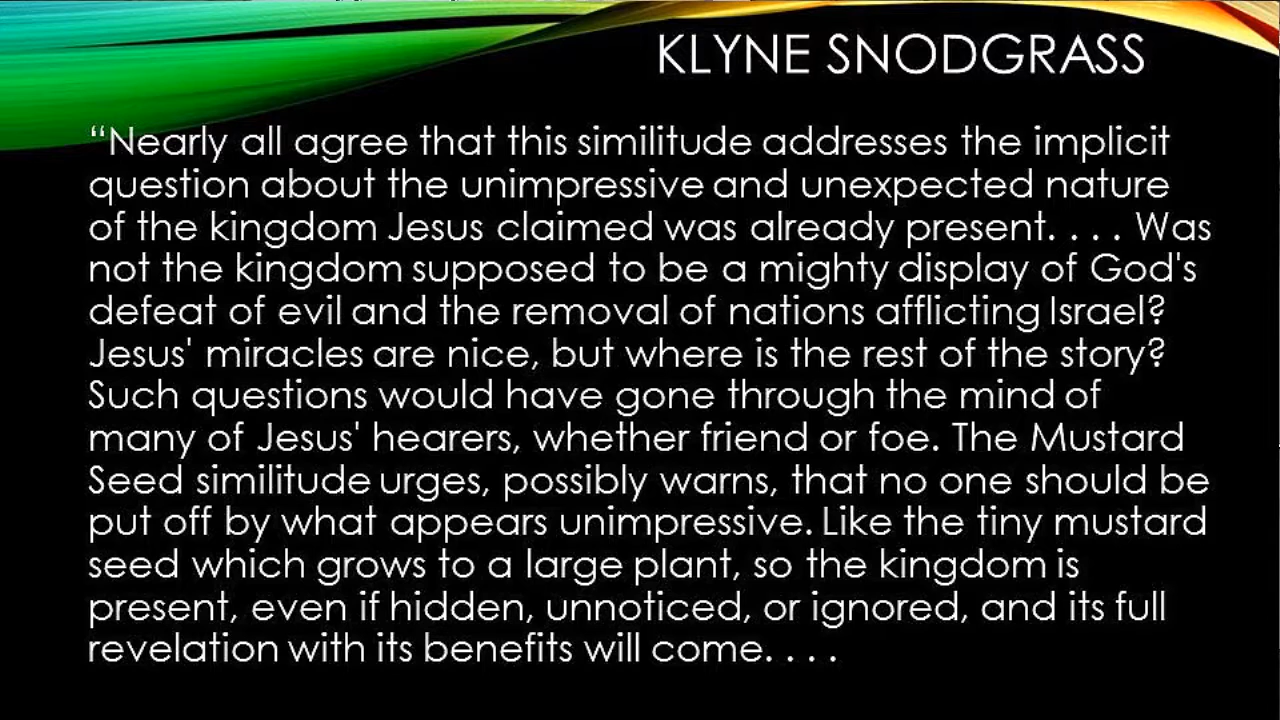 KLYNE SNODGRASS
“Nearly all agree that this similitude addresses the implicit
question about the unimpressive and unexpected nature
of the kingdom Jesus claimed was already present. . . . Was
not the kingdom supposed to be a mighty display of God's
defeat of evil and the removal of nations afflicting Israel?
Jesus' miracles are nice, but where is the rest of the story?
Such questions would have gone through the mind of
many of Jesus' hearers, whether friend or foe. The Mustard
Seed similitude urges, possibly warns, that no one should be
put off by what appears unimpressive. Like the tiny mustard
seed which grows to a large plant, so the kingdom is
present, even if hidden, unnoticed, or ignored, and its full
revelation with its benefits will come. . . .